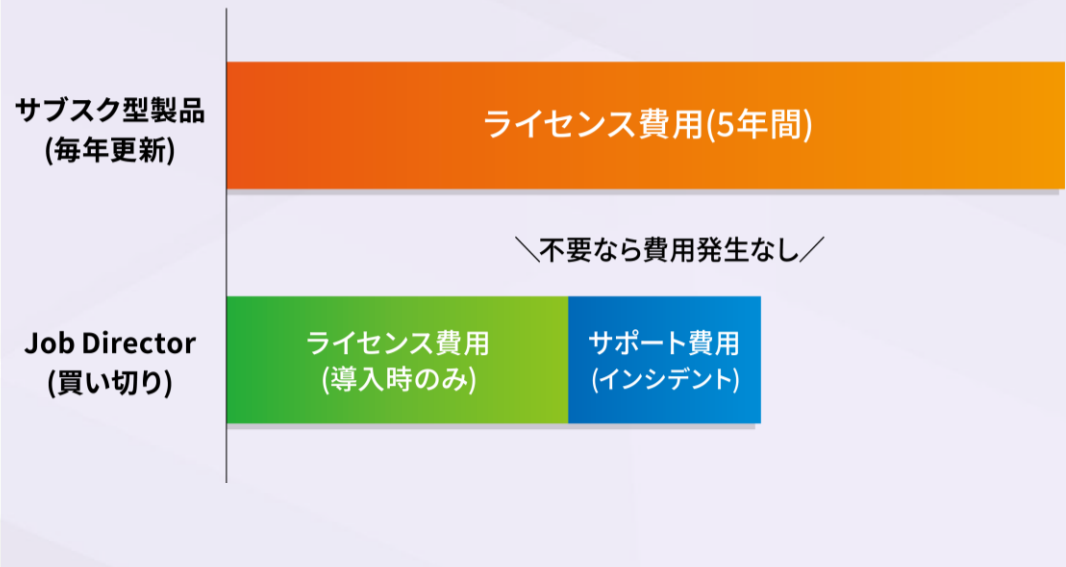 サブスク型製品
(毎年更新)
ライセンス費用(5年間)
＼不要なら費用発生なし／
Job Director
(買い切り)
ライセンス費用
(導入時のみ)
サポート費用
(インシデント)